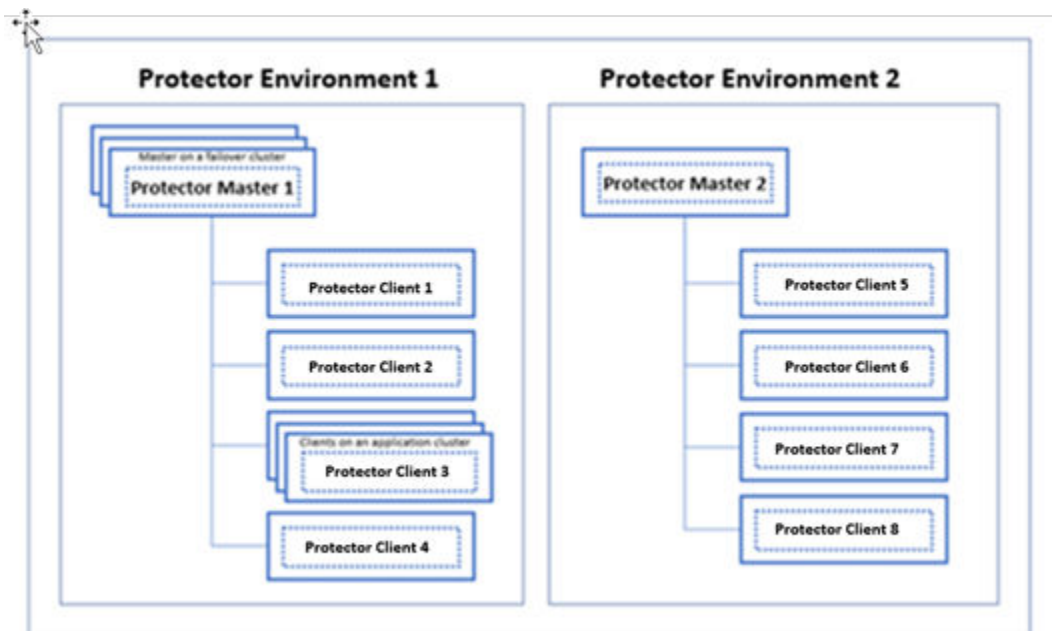 Protector Environment 1
Master on a failover cluster
Protector Master 1
Protector Client 1
Protector Client 2
Clients on an application cluster
Protector Client 3
Protector Client 4
Protector Environment 2
Protector Master 2
Protector Client 5
Protector Client 6
Protector Client 7
Protector Client 8